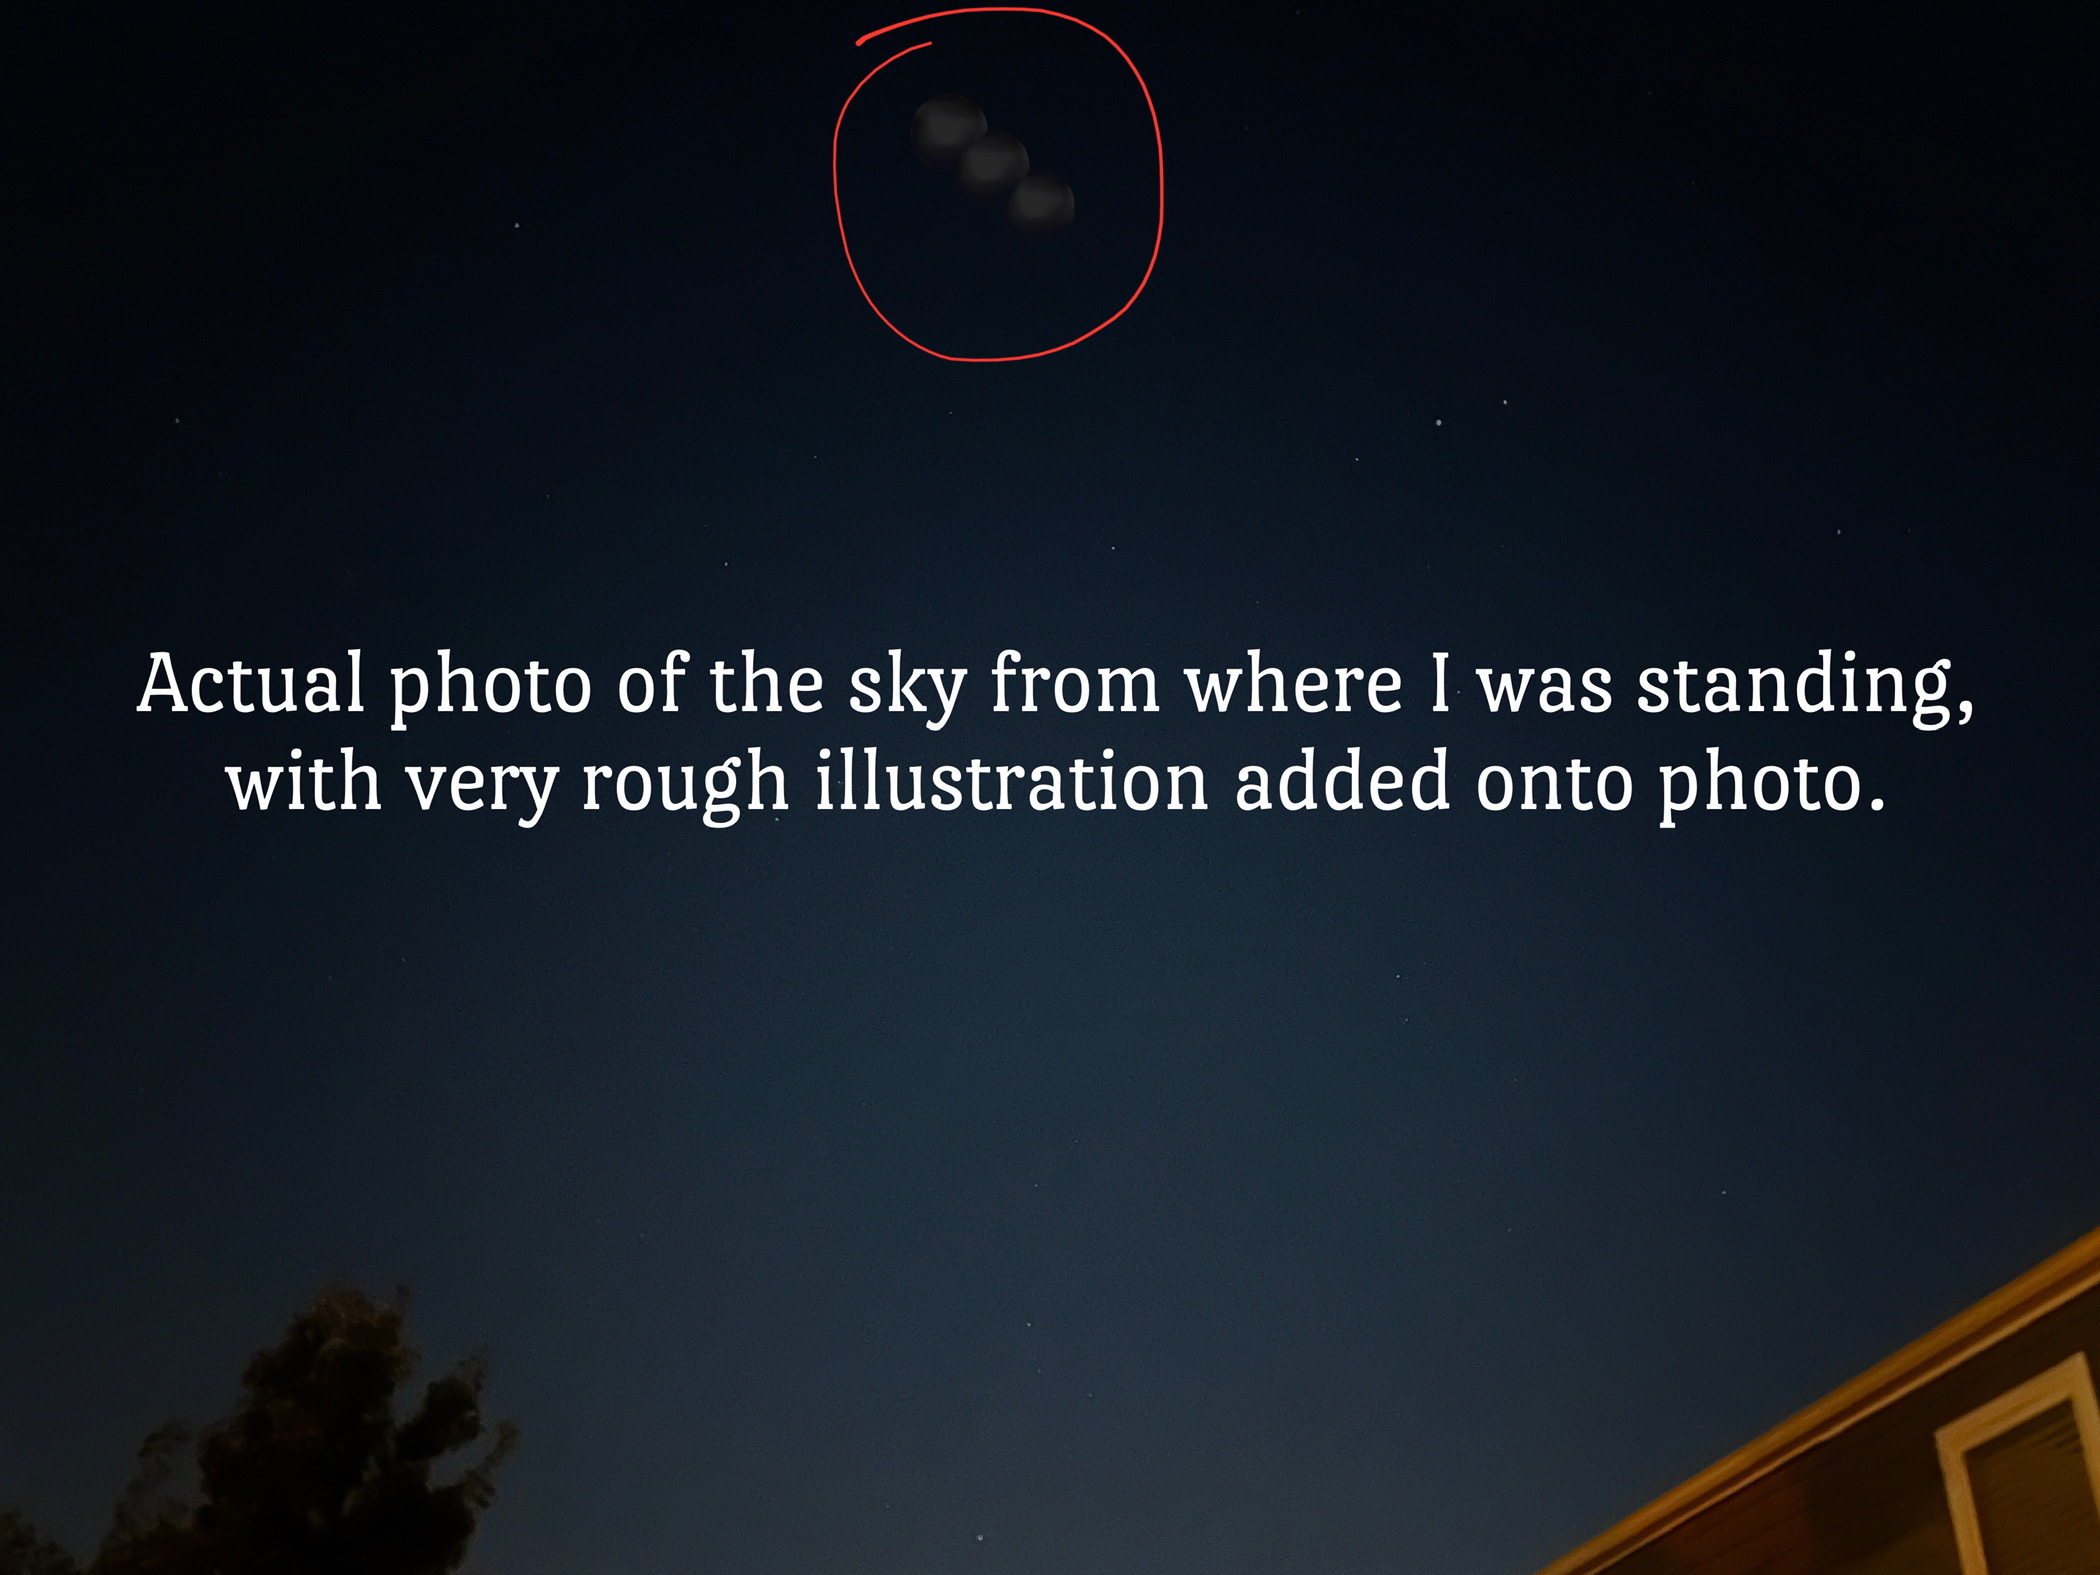 Actual photo of the sky from where I was standing,
with very rough illustration added onto photo.